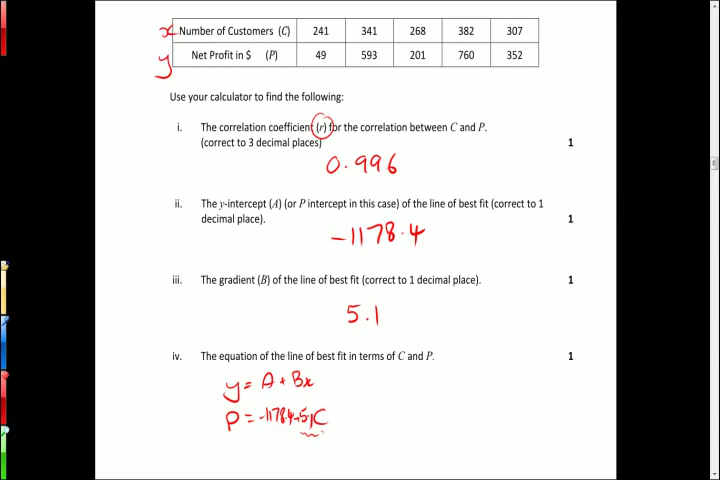 x Number of Customers (C) 241 341 268 382 307
y Net Profit in $ (P) 49 593 201 760 352
Use your calculator to find the following:
i. The correlation coefficient (r) for the correlation between C and P.
(correct to 3 decimal places) 1
0.996
ii. The y-intercept (A) (or P intercept in this case) of the line of best fit (correct to 1
decimal place). 1
-1178.4
iii. The gradient (B) of the line of best fit (correct to 1 decimal place). 1
5.1
iv. The equation of the line of best fit in terms of C and P. 1
y = A + Bx
P = -1178.4+5.1C